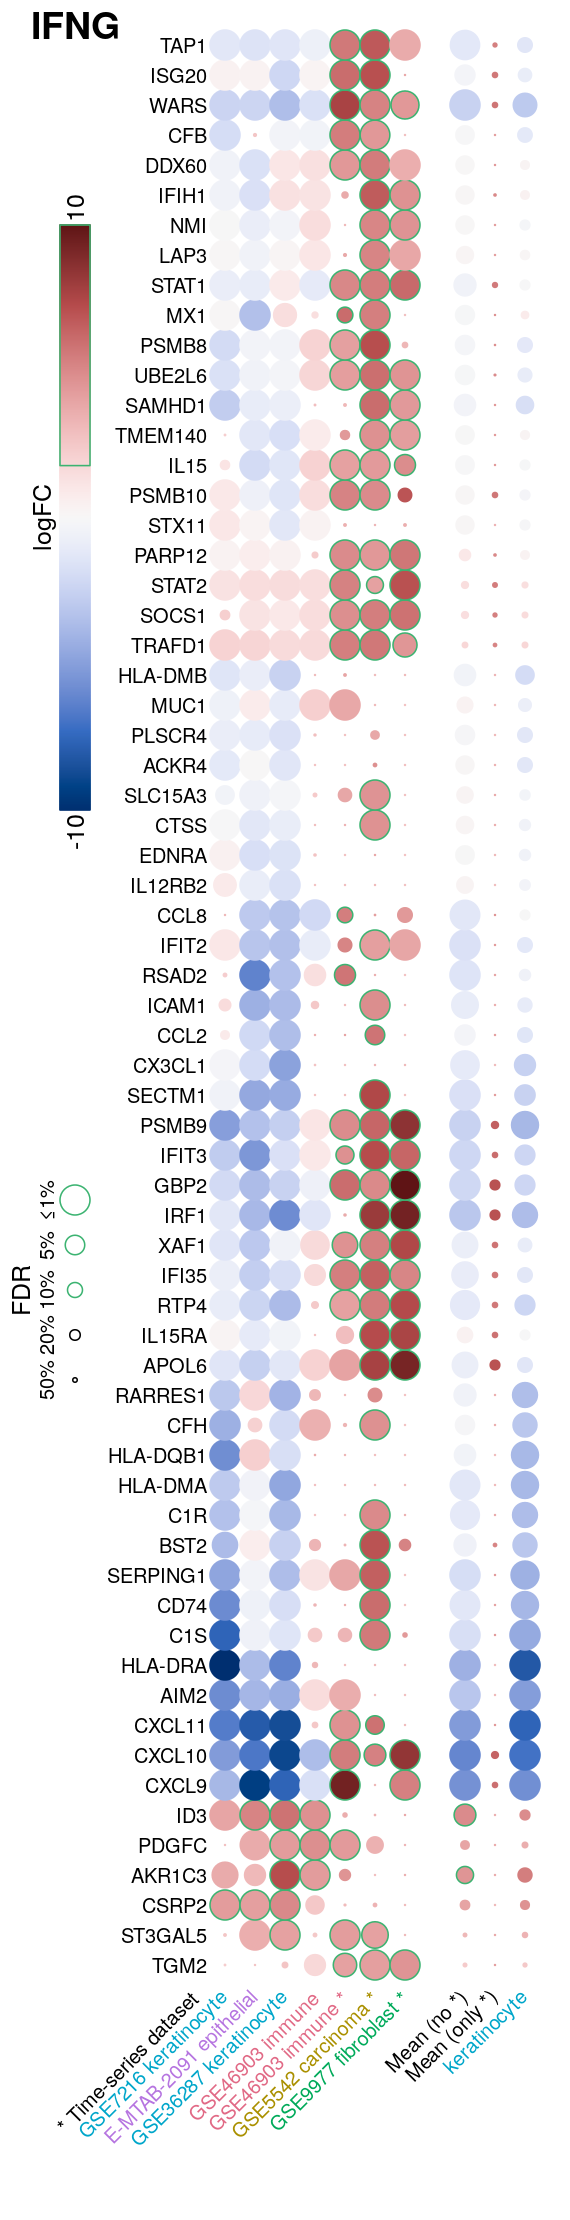 IFNG
TAP1
ISG20
WARS
CFB
DDX60
IFIH1
NMI
LAP3
STAT1
MX1
PSMB8
UBE2L6
SAMHD1
TMEM140
IL15
PSMB10
STX11
PARP12
STAT2
SOCS1
TRAFD1
HLA-DMB
MUC1
PLSCR4
ACKR4
SLC15A3
CTSS
EDNRA
IL12RB2
CCL8
IFIT2
RSAD2
ICAM1
CCL2
CX3CL1
SECTM1
PSMB9
IFIT3
GBP2
IRF1
XAF1
IFI35
RTP4
IL15RA
APOL6
RARRES1
CFH
HLA-DQB1
HLA-DMA
C1R
BST2
SERPING1
CD74
C1S
HLA-DRA
AIM2
CXCL11
CXCL10
CXCL9
ID3
PDGFC
AKR1C3
CSRP2
ST3GAL5
TGM2
10
logFC
-10
FDR
≤1%
5%
10%
20%
50%
* Time-series dataset
GSE7216 keratinocyte
E-MTAB-2091 epithelial
GSE36287 keratinocyte
GSE46903 immune
GSE46903 immune *
GSE5542 carcinoma *
GSE9977 fibroblast *
Mean (no *)
Mean (only *)
keratinocyte